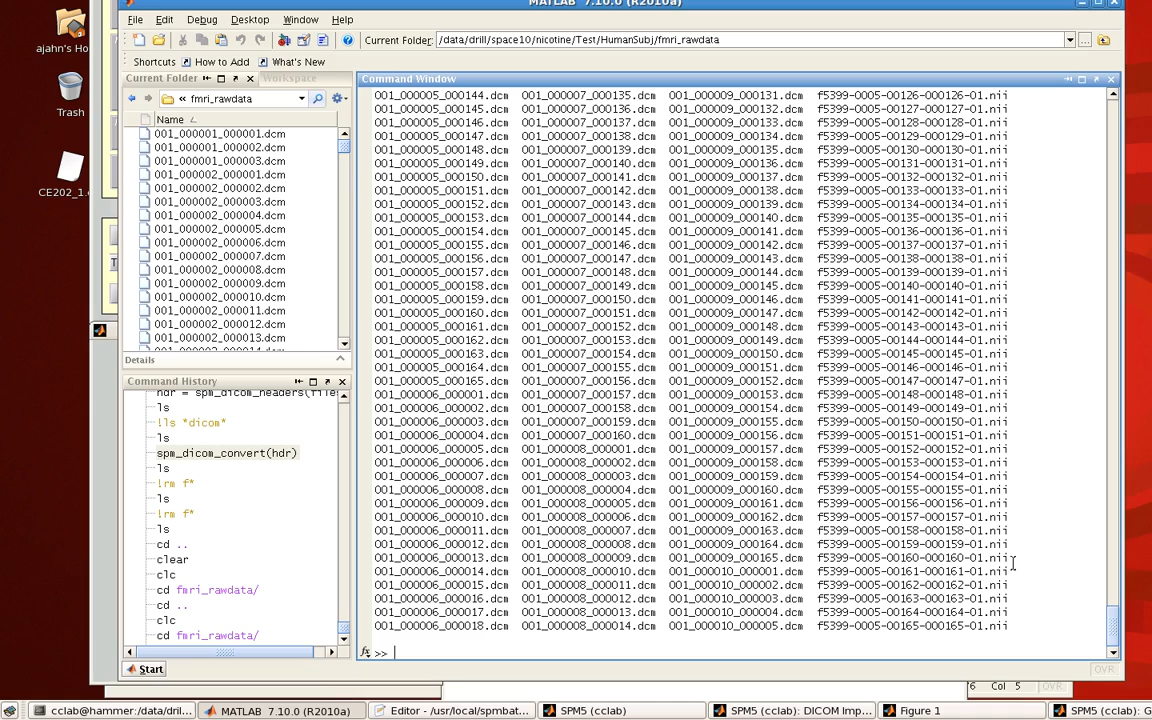 MATLAB 7.10.0 (R2010a)
File Edit Debug Desktop Window Help
Current Folder: /data/drill/space10/nicotine/Test/HumanSubj/fmri_rawdata
Shortcuts How to Add What's New
ajahn's Ho
Trash
CE202_1.
Current Folder Workspace
« fmri_rawdata
Name
001_000001_000001.dcm
001_000001_000002.dcm
001_000001_000003.dcm
001_000002_000001.dcm
001_000002_000002.dcm
001_000002_000003.dcm
001_000002_000004.dcm
001_000002_000005.dcm
001_000002_000006.dcm
001_000002_000007.dcm
001_000002_000008.dcm
001_000002_000009.dcm
001_000002_000010.dcm
001_000002_000011.dcm
001_000002_000012.dcm
001_000002_000013.dcm
Details
Command History
hdr = spm_dicom_headers(files
ls
!ls *dicom*
ls
spm_dicom_convert(hdr)
ls
!rm f*
ls
!rm f*
ls
cd ..
clear
clc
cd fmri_rawdata/
cd ..
clc
cd fmri_rawdata/
Start
Command Window
001_000005_000144.dcm 001_000007_000135.dcm 001_000009_000131.dcm f5399-0005-00126-000126-01.nii
001_000005_000145.dcm 001_000007_000136.dcm 001_000009_000132.dcm f5399-0005-00128-000128-01.nii
001_000005_000146.dcm 001_000007_000137.dcm 001_000009_000133.dcm f5399-0005-00129-000129-01.nii
001_000005_000147.dcm 001_000007_000138.dcm 001_000009_000134.dcm f5399-0005-00130-000130-01.nii
001_000005_000148.dcm 001_000007_000139.dcm 001_000009_000135.dcm f5399-0005-00131-000131-01.nii
001_000005_000149.dcm 001_000007_000140.dcm 001_000009_000136.dcm f5399-0005-00132-000132-01.nii
001_000005_000150.dcm 001_000007_000141.dcm 001_000009_000137.dcm f5399-0005-00133-000133-01.nii
001_000005_000151.dcm 001_000007_000142.dcm 001_000009_000138.dcm f5399-0005-00134-000134-01.nii
001_000005_000152.dcm 001_000007_000143.dcm 001_000009_000139.dcm f5399-0005-00135-000135-01.nii
001_000005_000153.dcm 001_000007_000144.dcm 001_000009_000140.dcm f5399-0005-00136-000136-01.nii
001_000005_000154.dcm 001_000007_000145.dcm 001_000009_000141.dcm f5399-0005-00137-000137-01.nii
001_000005_000155.dcm 001_000007_000146.dcm 001_000009_000142.dcm f5399-0005-00138-000138-01.nii
001_000005_000156.dcm 001_000007_000147.dcm 001_000009_000143.dcm f5399-0005-00139-000139-01.nii
001_000005_000157.dcm 001_000007_000148.dcm 001_000009_000144.dcm f5399-0005-00140-000140-01.nii
001_000005_000158.dcm 001_000007_000149.dcm 001_000009_000145.dcm f5399-0005-00141-000141-01.nii
001_000005_000159.dcm 001_000007_000150.dcm 001_000009_000146.dcm f5399-0005-00142-000142-01.nii
001_000005_000160.dcm 001_000007_000151.dcm 001_000009_000147.dcm f5399-0005-00143-000143-01.nii
001_000005_000161.dcm 001_000007_000152.dcm 001_000009_000148.dcm f5399-0005-00144-000144-01.nii
001_000005_000162.dcm 001_000007_000153.dcm 001_000009_000149.dcm f5399-0005-00145-000145-01.nii
001_000005_000163.dcm 001_000007_000154.dcm 001_000009_000150.dcm f5399-0005-00146-000146-01.nii
001_000005_000164.dcm 001_000007_000155.dcm 001_000009_000151.dcm f5399-0005-00147-000147-01.nii
001_000005_000165.dcm 001_000007_000156.dcm 001_000009_000152.dcm f5399-0005-00148-000148-01.nii
001_000006_000001.dcm 001_000007_000157.dcm 001_000009_000153.dcm f5399-0005-00149-000149-01.nii
001_000006_000002.dcm 001_000007_000158.dcm 001_000009_000154.dcm f5399-0005-00150-000150-01.nii
001_000006_000003.dcm 001_000007_000159.dcm 001_000009_000155.dcm f5399-0005-00151-000151-01.nii
001_000006_000004.dcm 001_000007_000160.dcm 001_000009_000156.dcm f5399-0005-00152-000152-01.nii
001_000006_000005.dcm 001_000008_000001.dcm 001_000009_000157.dcm f5399-0005-00153-000153-01.nii
001_000006_000006.dcm 001_000008_000002.dcm 001_000009_000158.dcm f5399-0005-00154-000154-01.nii
001_000006_000007.dcm 001_000008_000003.dcm 001_000009_000159.dcm f5399-0005-00155-000155-01.nii
001_000006_000008.dcm 001_000008_000004.dcm 001_000009_000160.dcm f5399-0005-00156-000156-01.nii
001_000006_000009.dcm 001_000008_000005.dcm 001_000009_000161.dcm f5399-0005-00157-000157-01.nii
001_000006_000010.dcm 001_000008_000006.dcm 001_000009_000162.dcm f5399-0005-00158-000158-01.nii
001_000006_000011.dcm 001_000008_000007.dcm 001_000009_000163.dcm f5399-0005-00159-000159-01.nii
001_000006_000012.dcm 001_000008_000008.dcm 001_000009_000164.dcm f5399-0005-00160-000160-01.nii
001_000006_000013.dcm 001_000008_000009.dcm 001_000009_000165.dcm f5399-0005-00161-000161-01.nii
001_000006_000014.dcm 001_000008_000010.dcm 001_000010_000001.dcm f5399-0005-00162-000162-01.nii
001_000006_000015.dcm 001_000008_000011.dcm 001_000010_000002.dcm f5399-0005-00163-000163-01.nii
001_000006_000016.dcm 001_000008_000012.dcm 001_000010_000003.dcm f5399-0005-00164-000164-01.nii
001_000006_000017.dcm 001_000008_000013.dcm 001_000010_000004.dcm f5399-0005-00165-000165-01.nii
001_000006_000018.dcm 001_000008_000014.dcm 001_000010_000005.dcm
fx >>
OVR
6 Col 5 OVR
cclab@hammer:/data/dril... MATLAB 7.10.0 (R2010a) Editor - /usr/local/spmbat... SPM5 (cclab) SPM5 (cclab): DICOM Imp... Figure 1 SPM5 (cclab): G